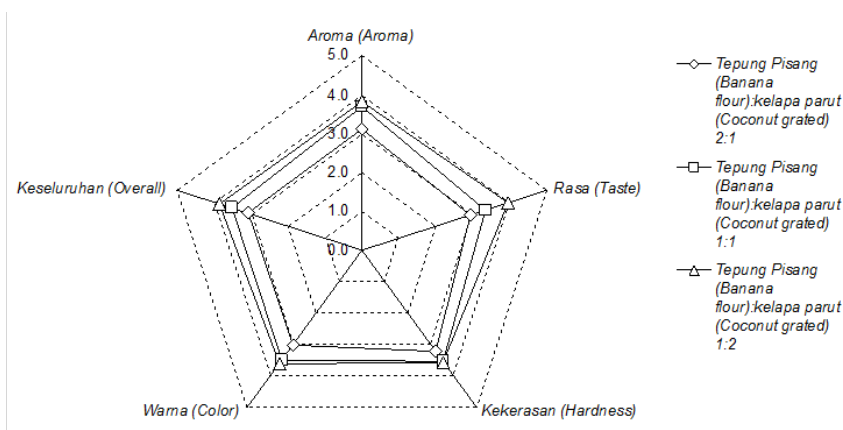 Aroma (Aroma)
5.0
4.0
3.0
2.0
1.0
0.0
Keseluruhan (Overall)
Rasa (Taste)
Warna (Color)
Kekerasan (Hardness)
Tepung Pisang
(Banana
flour):kelapa parut
(Coconut grated)
2:1
Tepung Pisang
(Banana
flour):kelapa parut
(Coconut grated)
1:1
Tepung Pisang
(Banana
flour):kelapa parut
(Coconut grated)
1:2